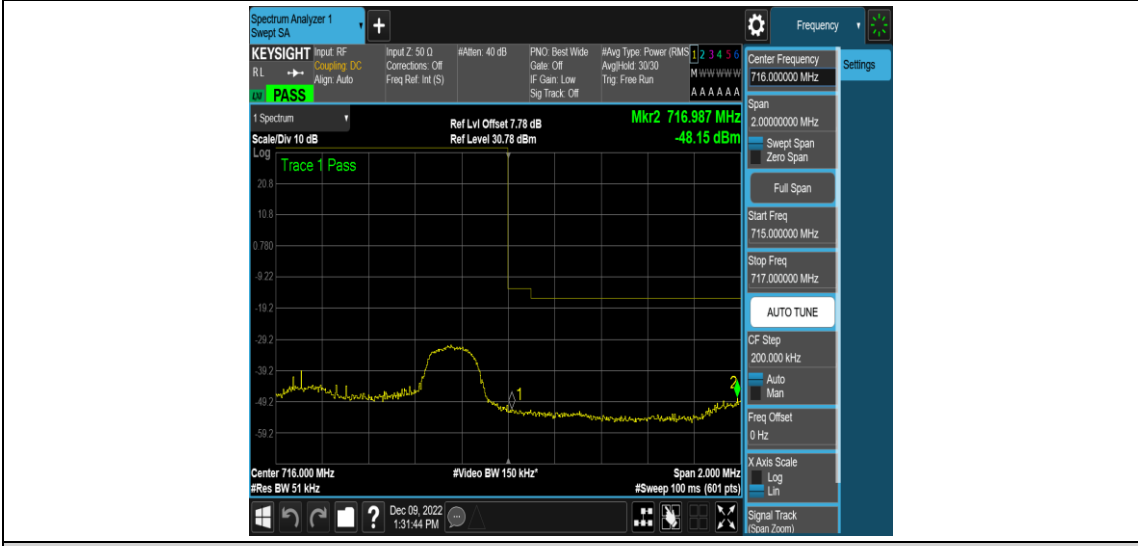 Spectrum Analyzer 1
Swept SA
+
Frequency
KEYSIGHT
Input: RF
Coupling: DC
Align: Auto
Input Z: 50 Ω
Corrections: Off
Freq Ref: Int (S)
#Atten: 40 dB
PNO: Best Wide
Gate: Off
IF Gain: Low
Sig Track: Off
#Avg Type: Power (RMS
Avg|Hold: 30/30
Trig: Free Run
1 2 3 4 5 6
M W W W W W
A A A A A A
RL
LXI
PASS
1 Spectrum
Scale/Div 10 dB
Ref Lvl Offset 7.78 dB
Ref Level 30.78 dBm
Mkr2 716.987 MHz
-48.15 dBm
Log
Trace 1 Pass
20.8
10.8
0.780
-9.22
-19.2
-29.2
-39.2
-49.2
-59.2
1
2
Center 716.000 MHz
#Res BW 51 kHz
#Video BW 150 kHz*
Span 2.000 MHz
#Sweep 100 ms (601 pts)
?
Dec 09, 2022
1:31:44 PM
Center Frequency
716.000000 MHz
Settings
Span
2.00000000 MHz
Swept Span
Zero Span
Full Span
Start Freq
715.000000 MHz
Stop Freq
717.000000 MHz
AUTO TUNE
CF Step
200.000 kHz
Auto
Man
Freq Offset
0 Hz
X Axis Scale
Log
Lin
Signal Track
(Span Zoom)